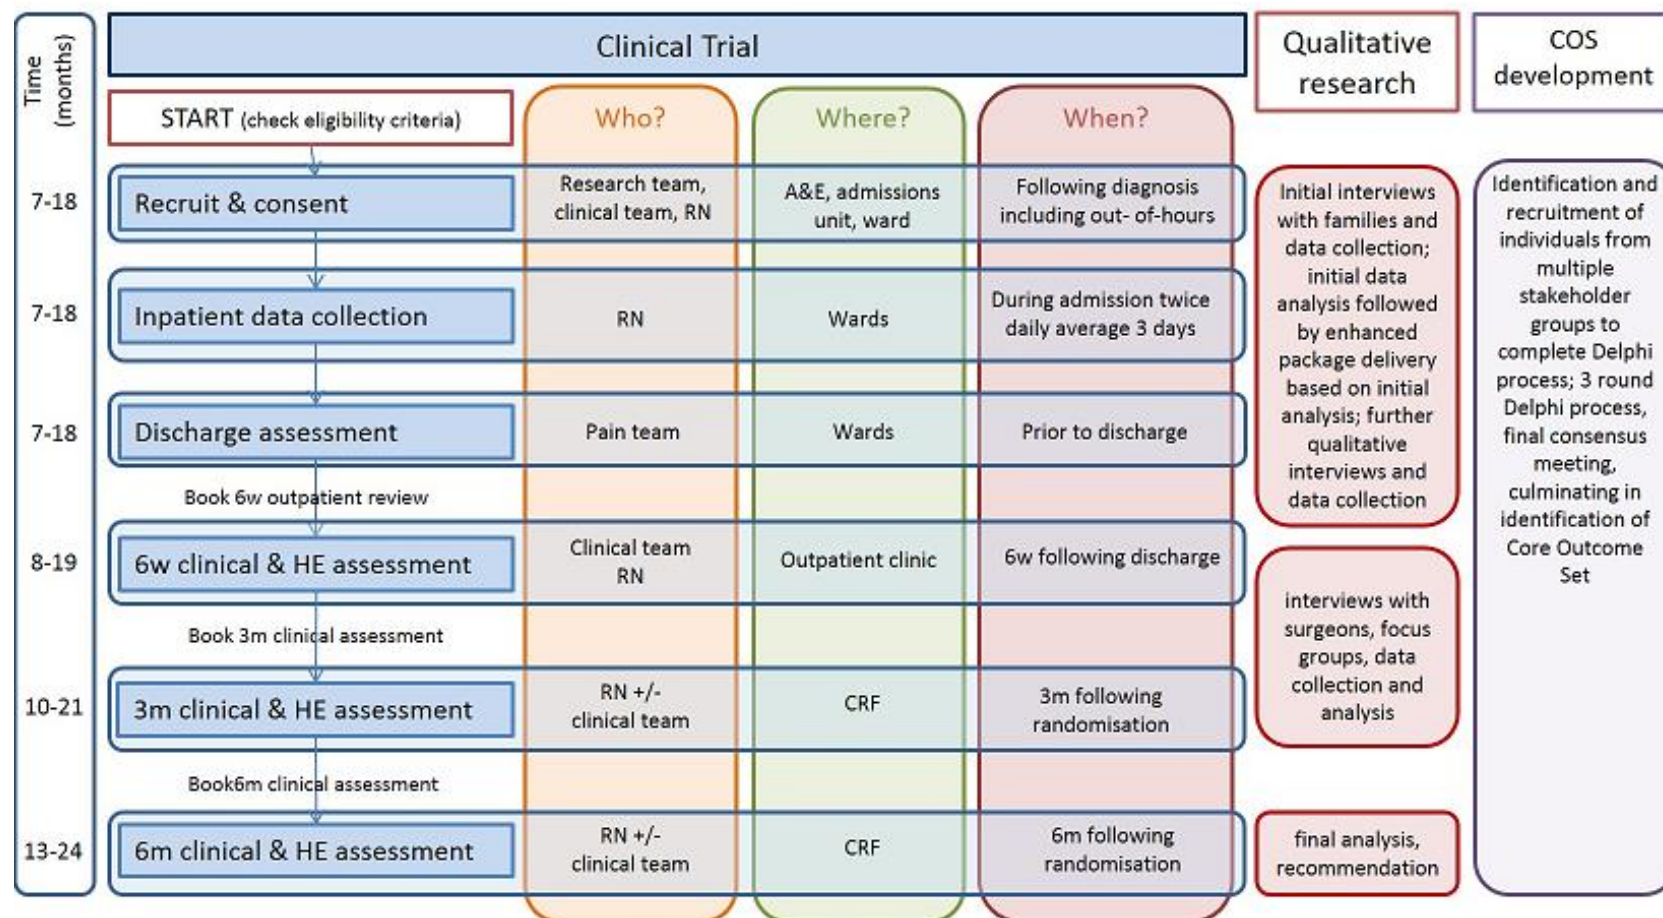 Time
(months)
Clinical Trial
Qualitative
research
COS
development
START (check eligibility criteria)
Who?
Where?
When?
7-18
Recruit & consent
Research team,
clinical team, RN
A&E, admissions
unit, ward
Following diagnosis
including out- of-hours
7-18
Inpatient data collection
RN
Wards
During admission twice
daily average 3 days
7-18
Discharge assessment
Pain team
Wards
Prior to discharge
Book 6w outpatient review
8-19
6w clinical & HE assessment
Clinical team
RN
Outpatient clinic
6w following discharge
Book 3m clinical assessment
10-21
3m clinical & HE assessment
RN +/-
clinical team
CRF
3m following
randomisation
Book6m clinical assessment
13-24
6m clinical & HE assessment
RN +/-
clinical team
CRF
6m following
randomisation
Initial interviews
with families and
data collection;
initial data
analysis followed
by enhanced
package delivery
based on initial
analysis; further
qualitative
interviews and
data collection
interviews with
surgeons, focus
groups, data
collection and
analysis
final analysis,
recommendation
Identification and
recruitment of
individuals from
multiple
stakeholder
groups to
complete Delphi
process; 3 round
Delphi process,
final consensus
meeting,
culminating in
identification of
Core Outcome
Set